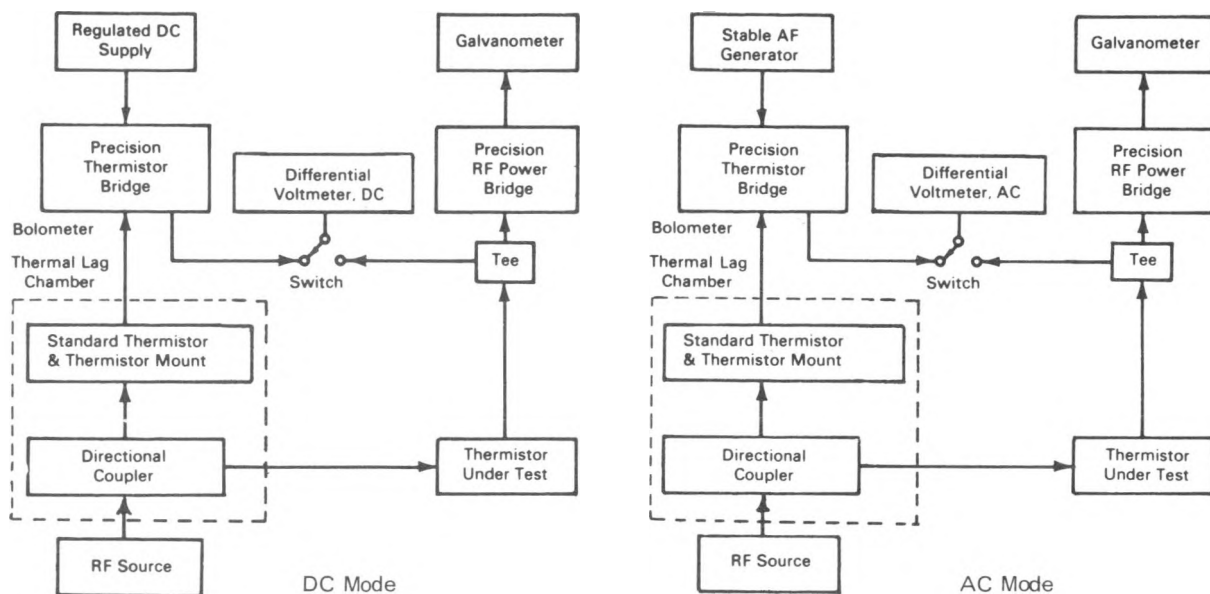 Regulated DC
Supply
Galvanometer
Precision
Thermistor
Bridge
Differential
Voltmeter, DC
Precision
RF Power
Bridge
Bolometer
Thermal Lag
Chamber
Switch
Tee
Standard Thermistor
& Thermistor Mount
Directional
Coupler
Thermistor
Under Test
RF Source
DC Mode
Stable AF
Generator
Galvanometer
Precision
Thermistor
Bridge
Differential
Voltmeter, AC
Precision
RF Power
Bridge
Bolometer
Thermal Lag
Chamber
Switch
Tee
Standard Thermistor
& Thermistor Mount
Directional
Coupler
Thermistor
Under Test
RF Source
AC Mode